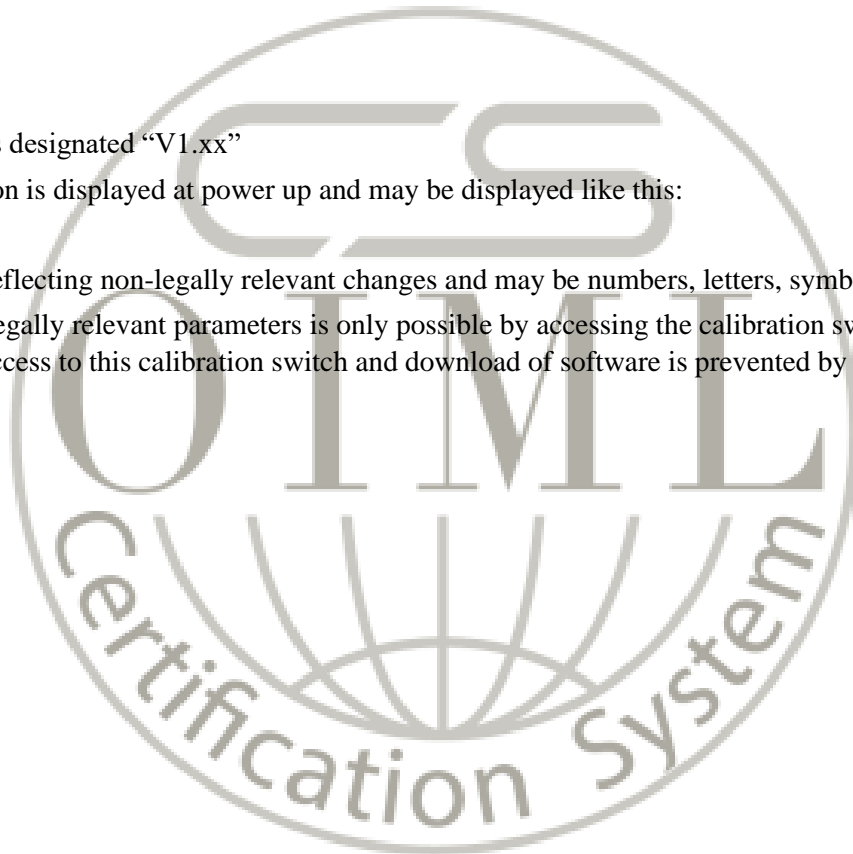 s designated “V1.xx”
on is displayed at power up and may be displayed like this:
eflecting non-legally relevant changes and may be numbers, letters, symb
egally relevant parameters is only possible by accessing the calibration sw
ccess to this calibration switch and download of software is prevented by
CS
OIML
Certification System